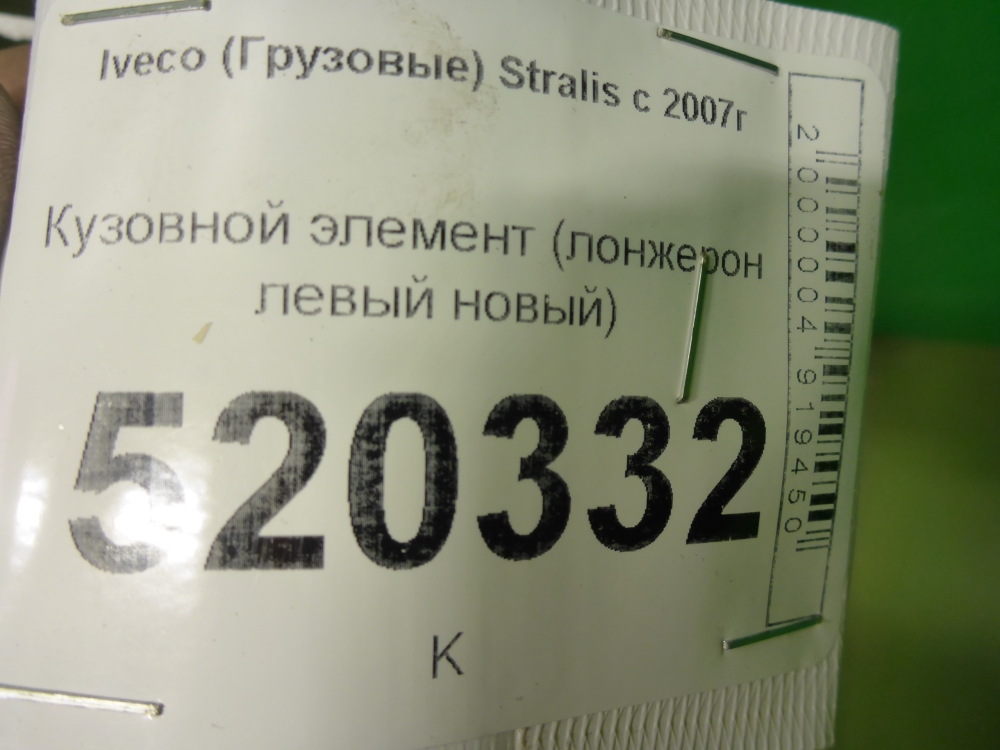 Iveco (Грузовые) Stralis с 2007г
Кузовной элемент (лонжерон
левый новый)
520332
К
2000004919450